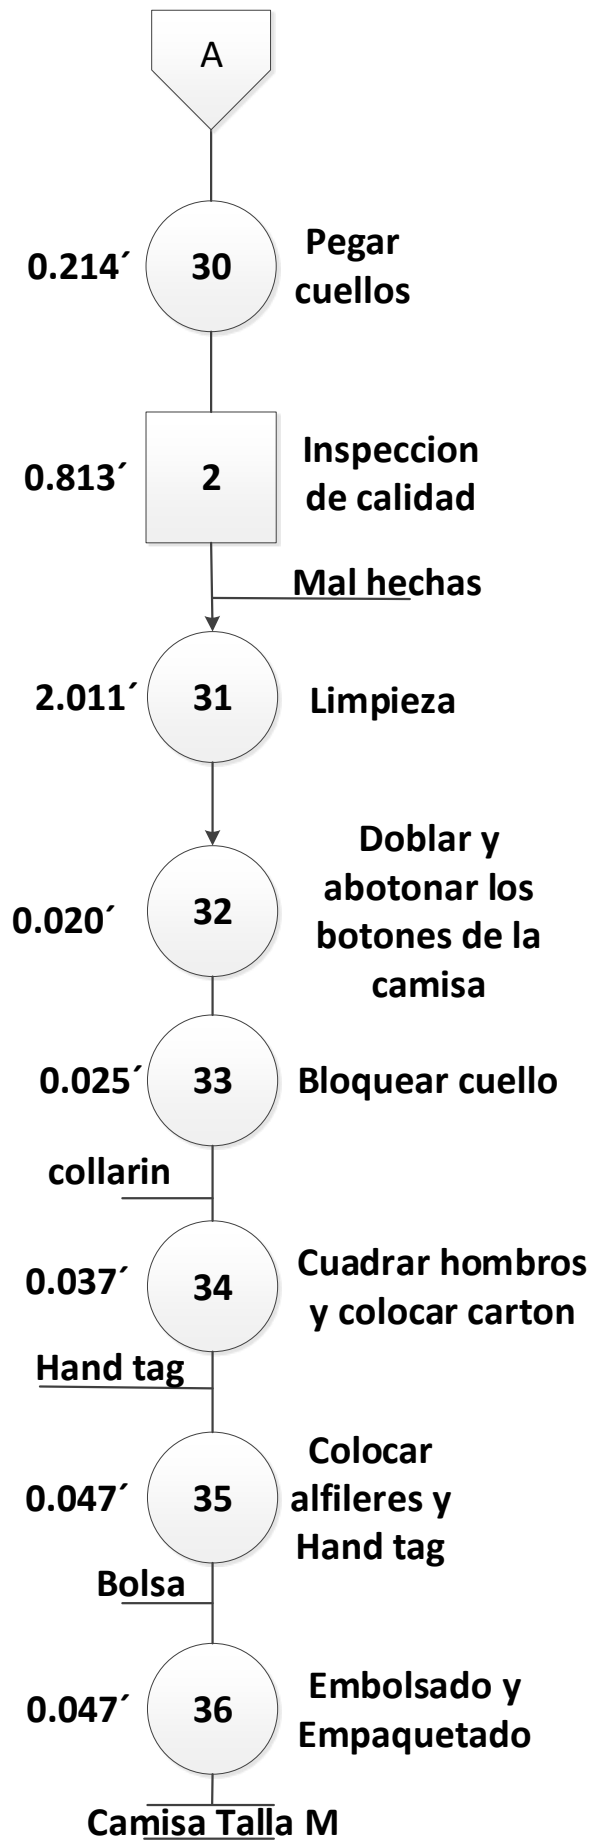 A
0.214´
30
Pegar
cuellos
0.813´
2
Inspeccion
de calidad
Mal hechas
2.011´
31
Limpieza
0.020´
32
Doblar y
abotonar los
botones de la
camisa
0.025´
33
Bloquear cuello
collarin
0.037´
34
Cuadrar hombros
y colocar carton
Hand tag
0.047´
35
Colocar
alfileres y
Hand tag
Bolsa
0.047´
36
Embolsado y
Empaquetado
Camisa Talla M